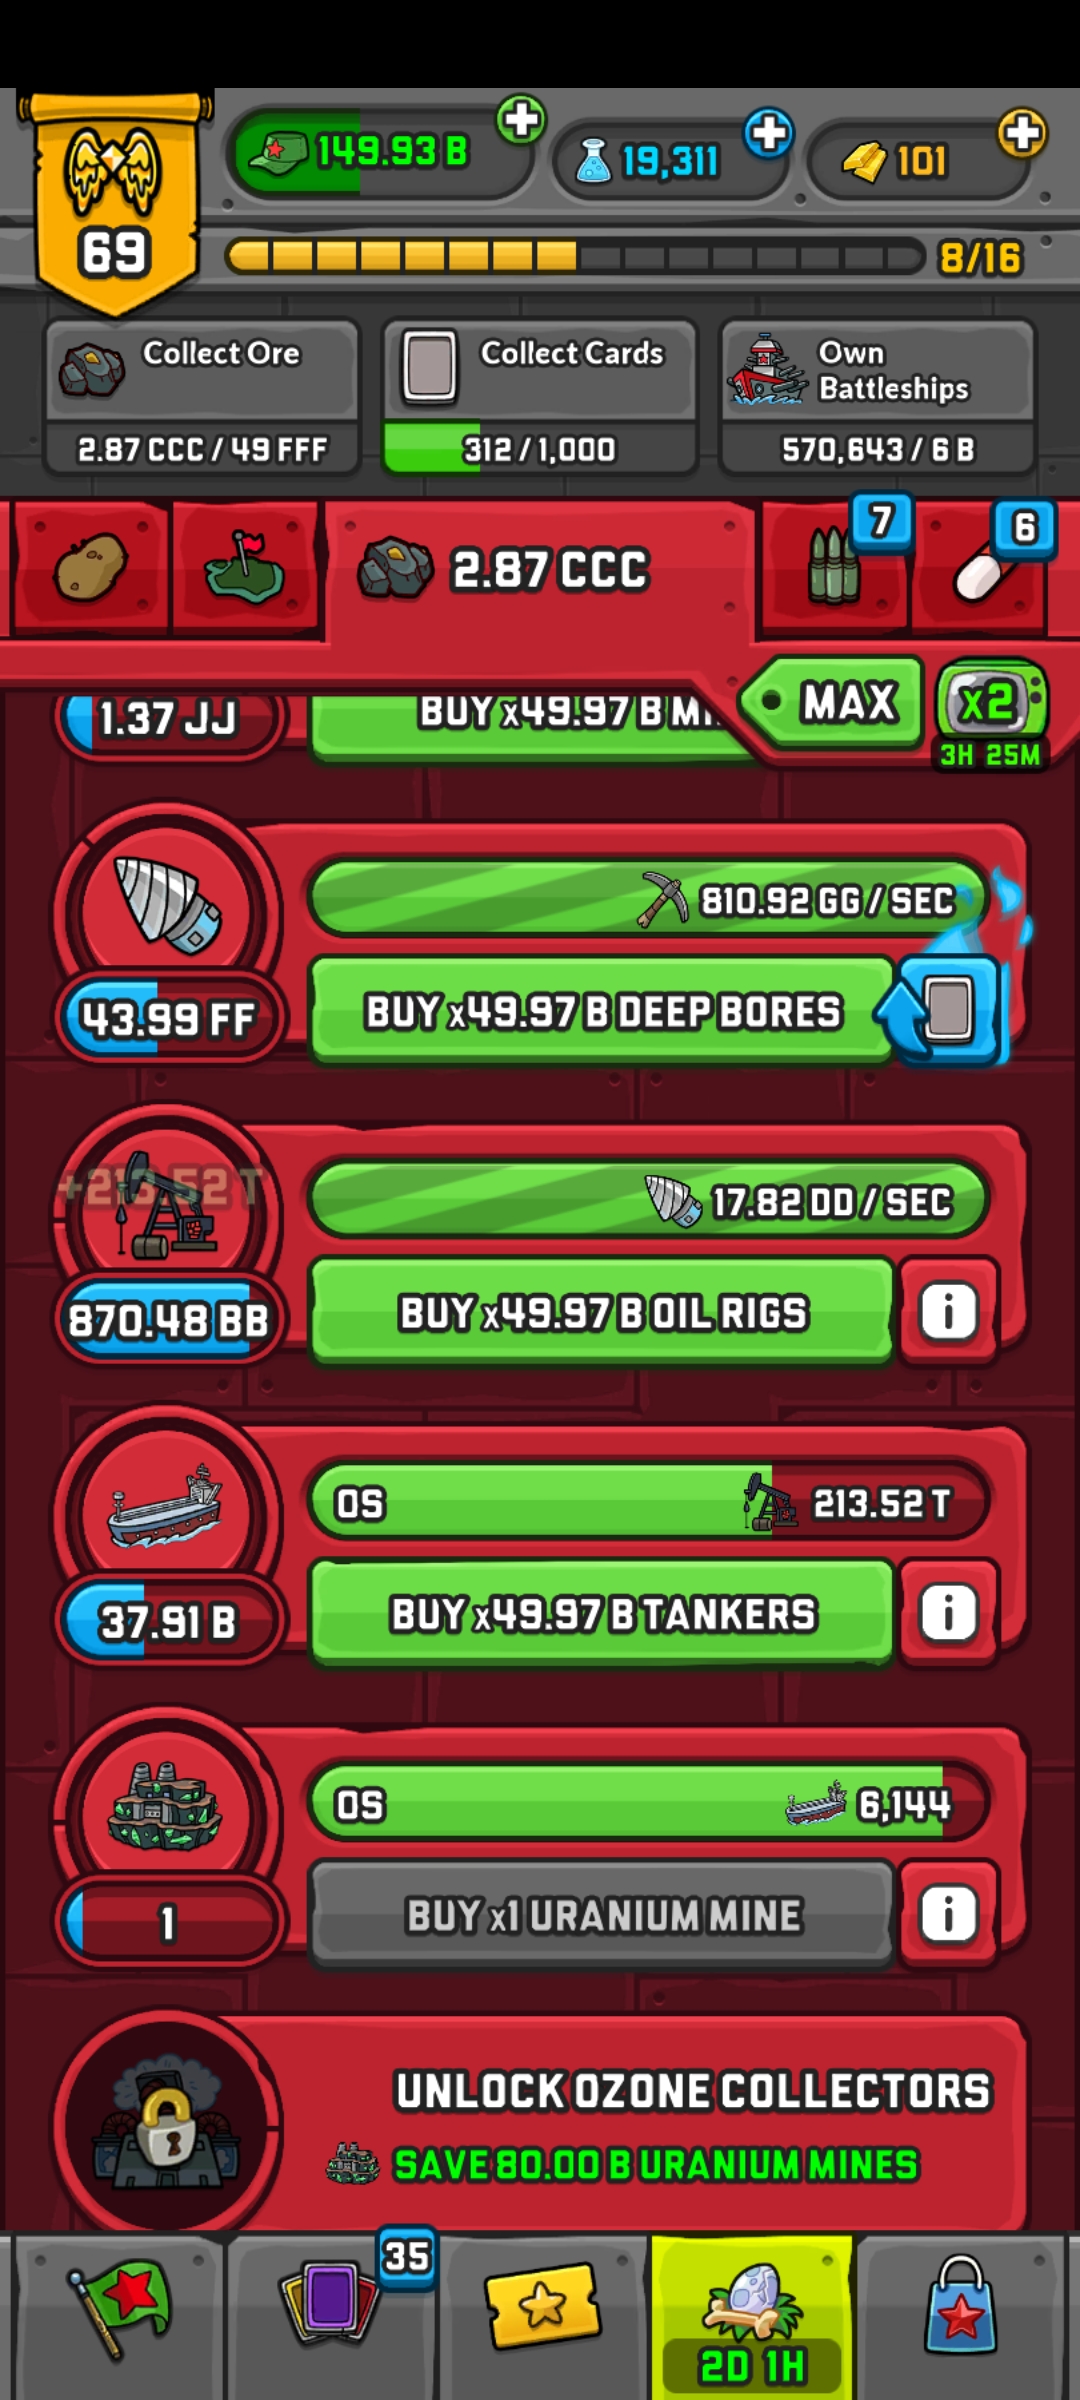 69
149.93 B
19,311
101
8/16
Collect Ore
2.87 CCC / 49 FFF
Collect Cards
312 / 1,000
Own
Battleships
570,643 / 6 B
2.87 CCC
7
6
MAX
x2
3H 25M
1.37 JJ
BUY x49.97 B
810.92 GG / SEC
43.99 FF
BUY x49.97 B DEEP BORES
+213.52 T
17.82 DD / SEC
870.48 BB
BUY x49.97 B OIL RIGS
i
0S
213.52 T
37.91 B
BUY x49.97 B TANKERS
i
0S
6,144
1
BUY x1 URANIUM MINE
i
UNLOCK OZONE COLLECTORS
SAVE 80.00 B URANIUM MINES
35
2D 1H